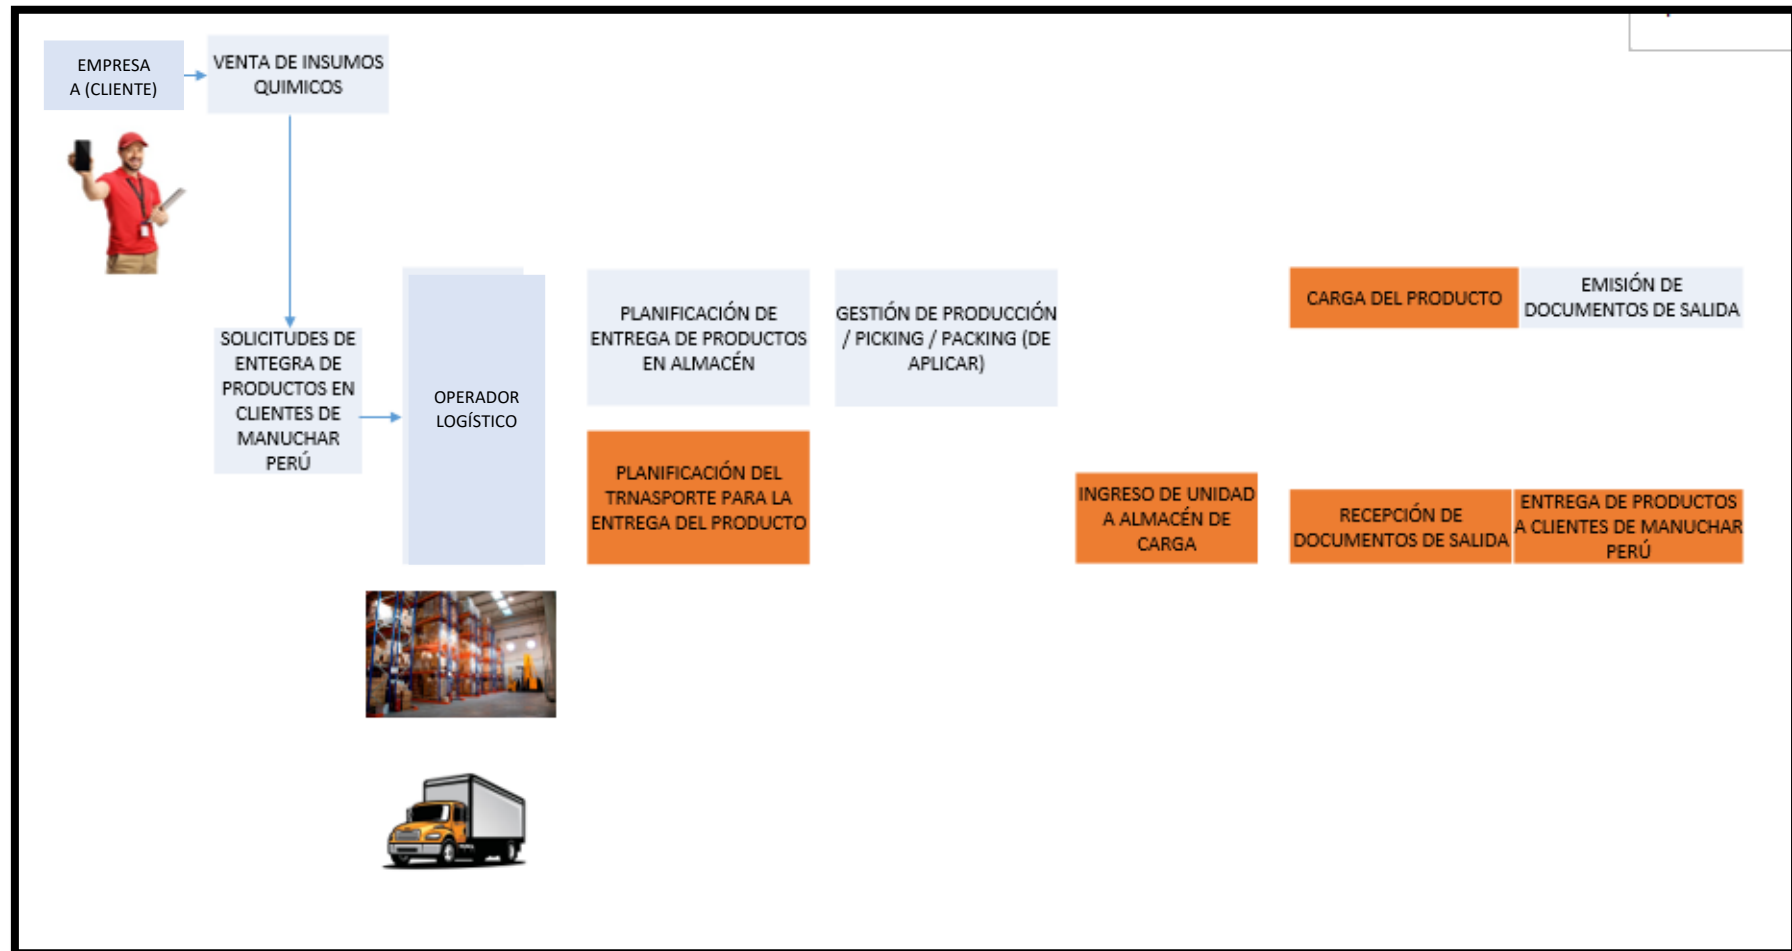 EMPRESA
A (CLIENTE)
VENTA DE INSUMOS
QUIMICOS
SOLICITUDES DE
ENTEGRA DE
PRODUCTOS EN
CLIENTES DE
MANUCHAR
PERÚ
OPERADOR
LOGÍSTICO
PLANIFICACIÓN DE
ENTREGA DE PRODUCTOS
EN ALMACÉN
GESTIÓN DE PRODUCCIÓN
/ PICKING / PACKING (DE
APLICAR)
CARGA DEL PRODUCTO
EMISIÓN DE
DOCUMENTOS DE SALIDA
PLANIFICACIÓN DEL
TRNASPORTE PARA LA
ENTREGA DEL PRODUCTO
INGRESO DE UNIDAD
A ALMACÉN DE
CARGA
RECEPCIÓN DE
DOCUMENTOS DE SALIDA
ENTREGA DE PRODUCTOS
A CLIENTES DE MANUCHAR
PERÚ